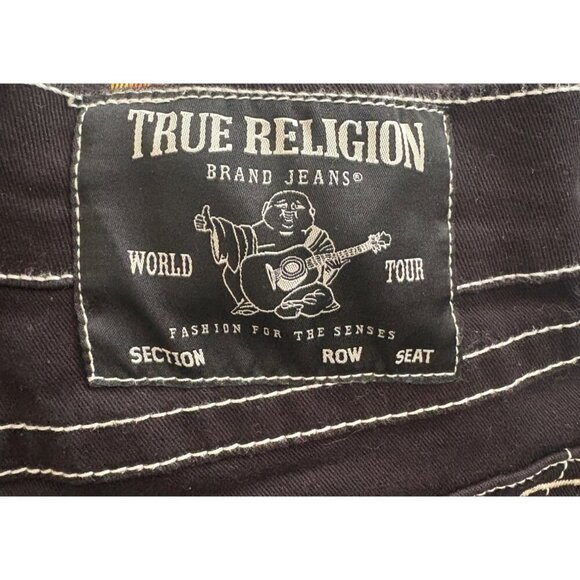 TRUE RELIGION
BRAND JEANS®
WORLD TOUR
FASHION FOR THE SENSES
SECTION ROW SEAT